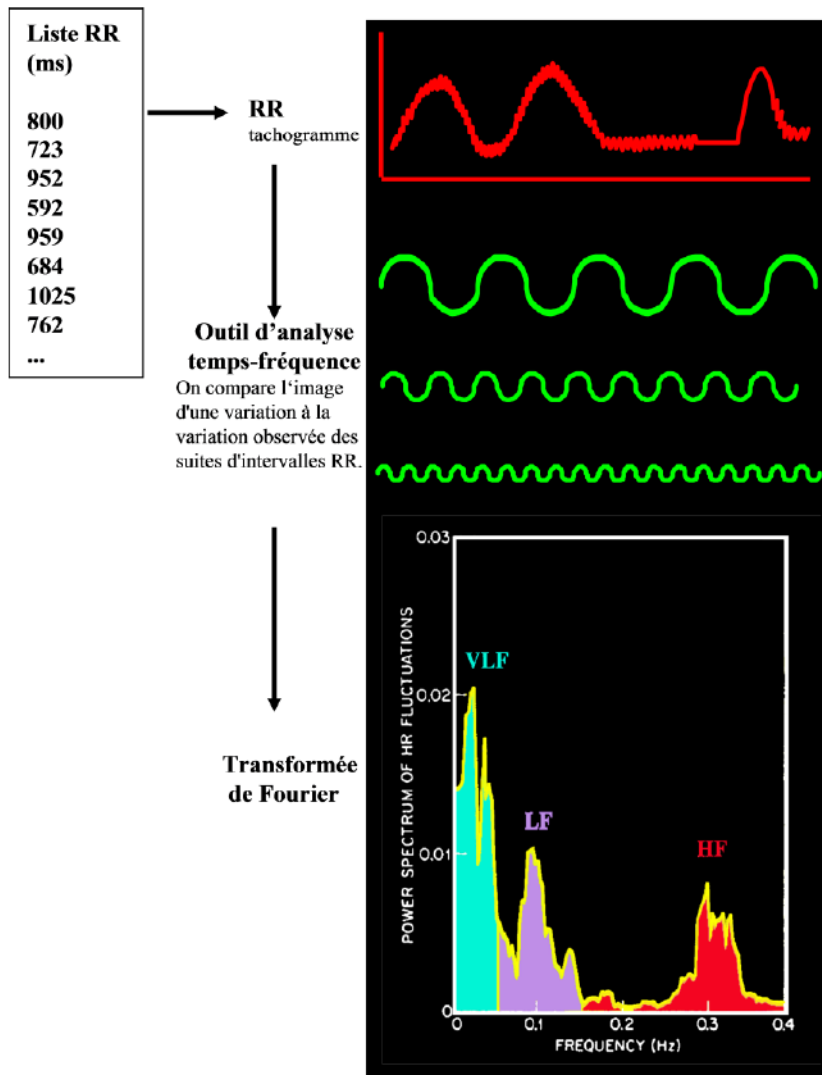 Liste RR
(ms)
800
723
952
592
959
684
1025
762
...
RR
tachogramme
Outil d’analyse
temps-fréquence
On compare l‘image
d'une variation à la
variation observée des
suites d'intervalles RR.
Transformée
de Fourier
POWER SPECTRUM OF HR FLUCTUATIONS
0.03
0.02
0.01
0
VLF
LF
HF
0 0.1 0.2 0.3 0.4
FREQUENCY (Hz)